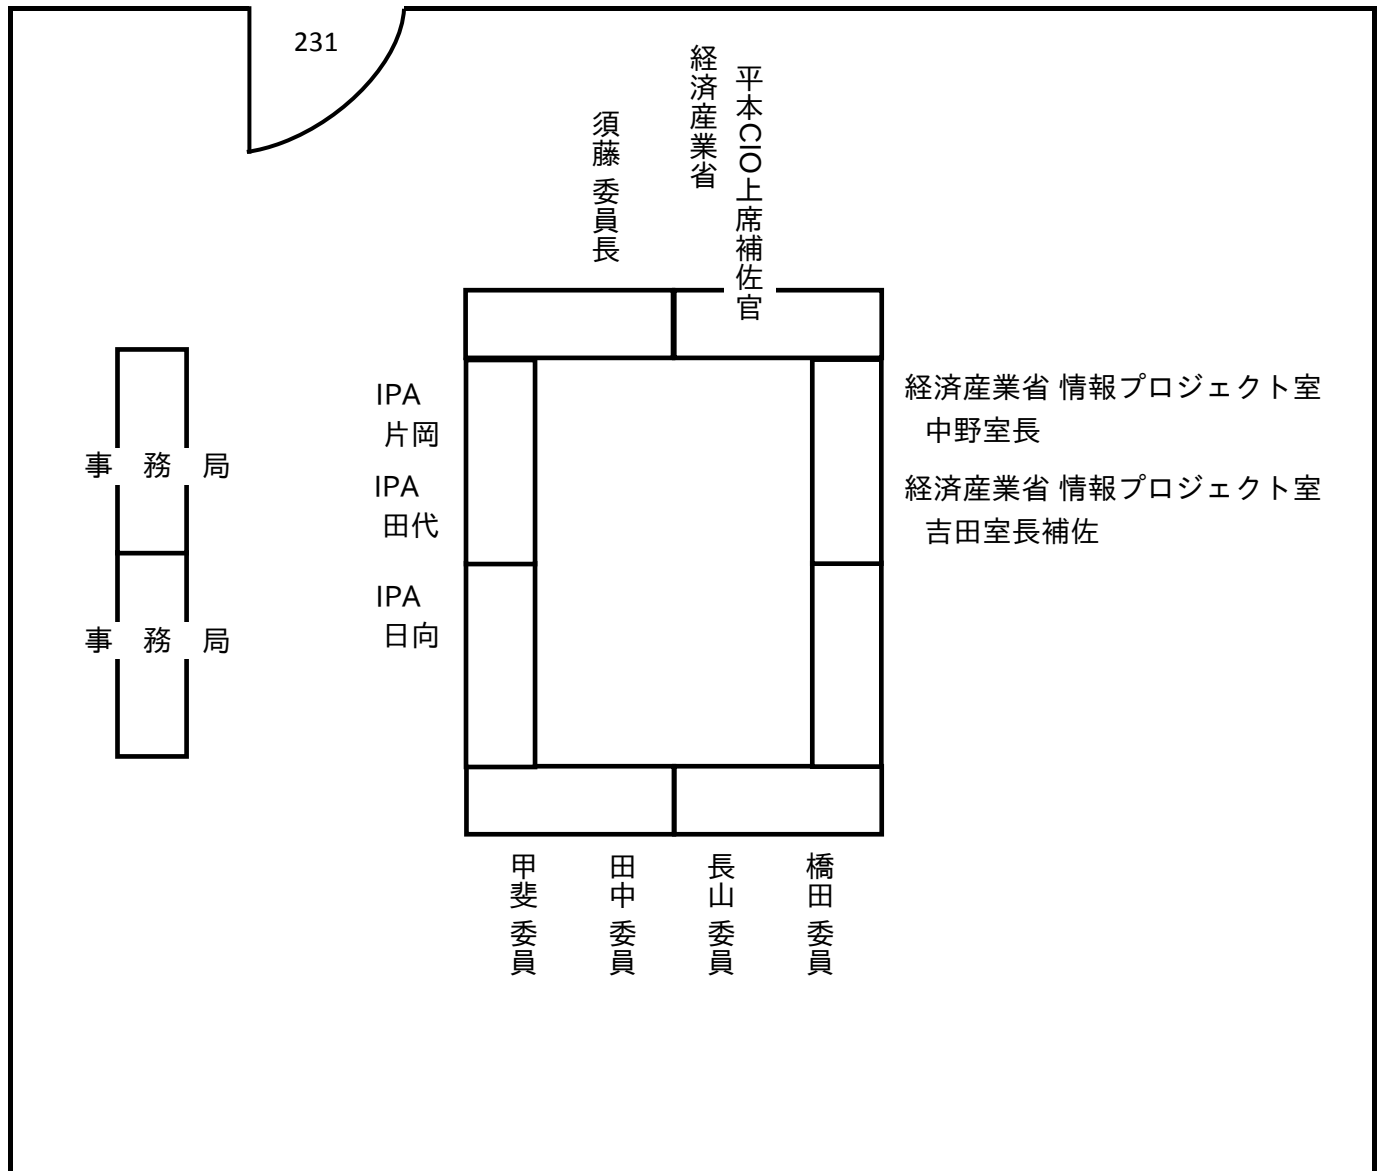 231
経済産業省
平本CIO上席補佐官
須藤 委員長
IPA
片岡
IPA
田代
IPA
日向
経済産業省 情報プロジェクト室
中野室長
経済産業省 情報プロジェクト室
吉田室長補佐
事 務 局
事 務 局
甲斐 委員
田中 委員
長山 委員
橋田 委員